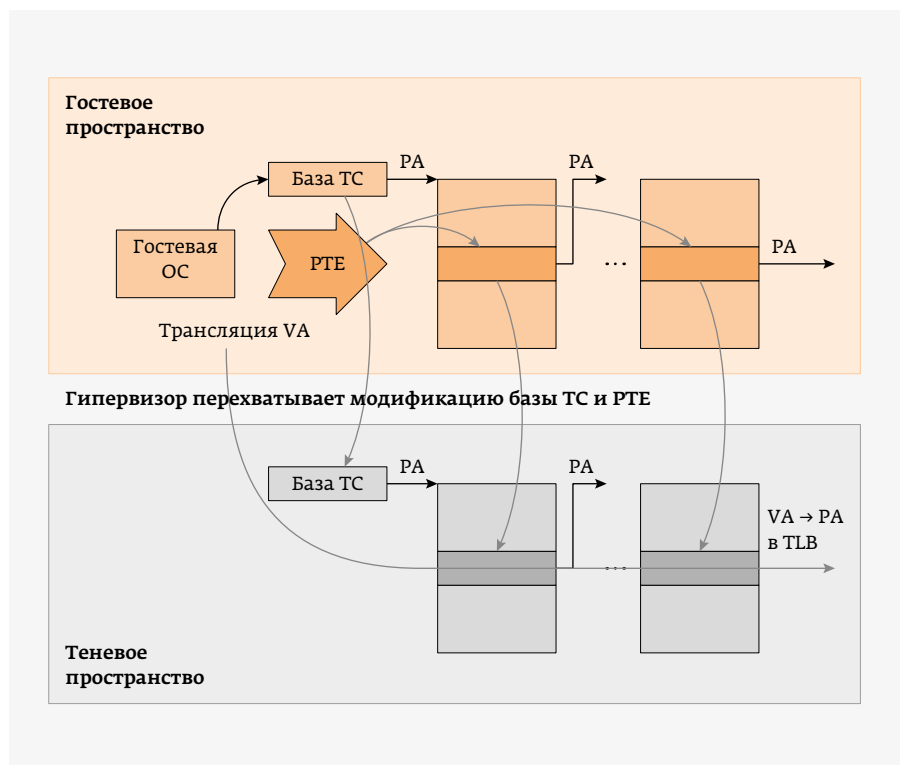 Гостевое
пространство
База ТС
PA
PA
Гостевая
ОС
PTE
...
PA
Трансляция VA
Гипервизор перехватывает модификацию базы ТС и PTE
База ТС
PA
PA
VA → PA
в TLB
...
Теневое
пространство